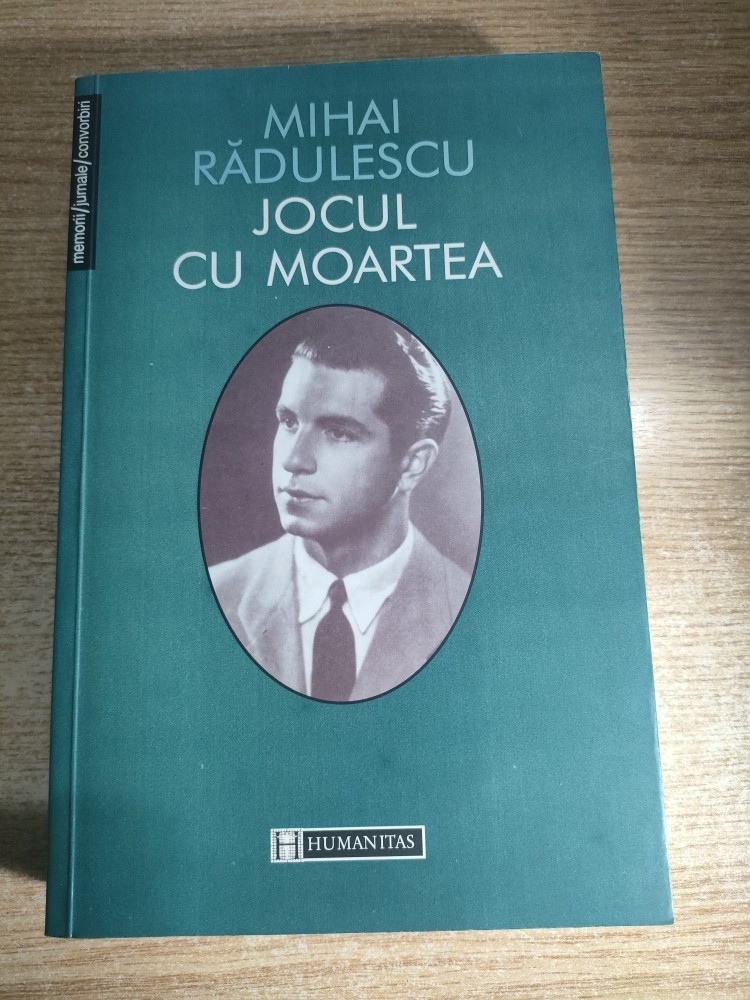 memorii/jurnale/convorbiri
MIHAI
RĂDULESCU
JOCUL
CU MOARTEA
H HUMANITAS